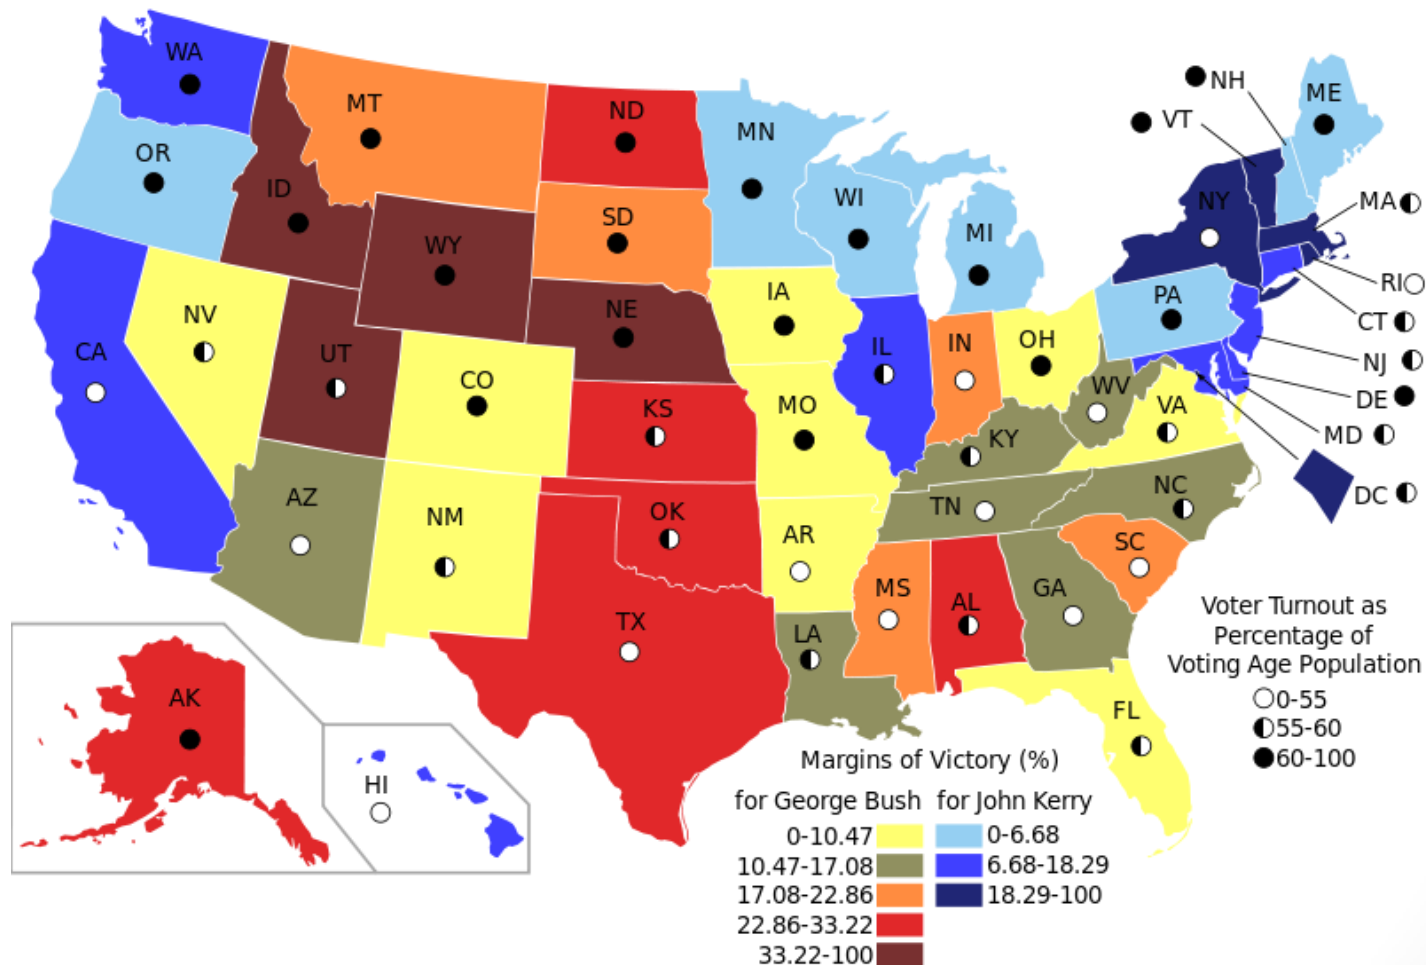 WA
MT
ND
MN
NH
ME
VT
OR
ID
SD
WI
MI
NY
MA
WY
RI
NV
IA
PA
NE
CT
CA
UT
CO
IL
IN
OH
NJ
KS
MO
WV
VA
DE
KY
MD
AZ
NM
OK
TN
NC
DC
AR
SC
MS
AL
GA
TX
LA
AK
HI
FL
Voter Turnout as
Percentage of
Voting Age Population
0-55
55-60
60-100
Margins of Victory (%)
for George Bush for John Kerry
0-10.47 0-6.68
10.47-17.08 6.68-18.29
17.08-22.86 18.29-100
22.86-33.22
33.22-100